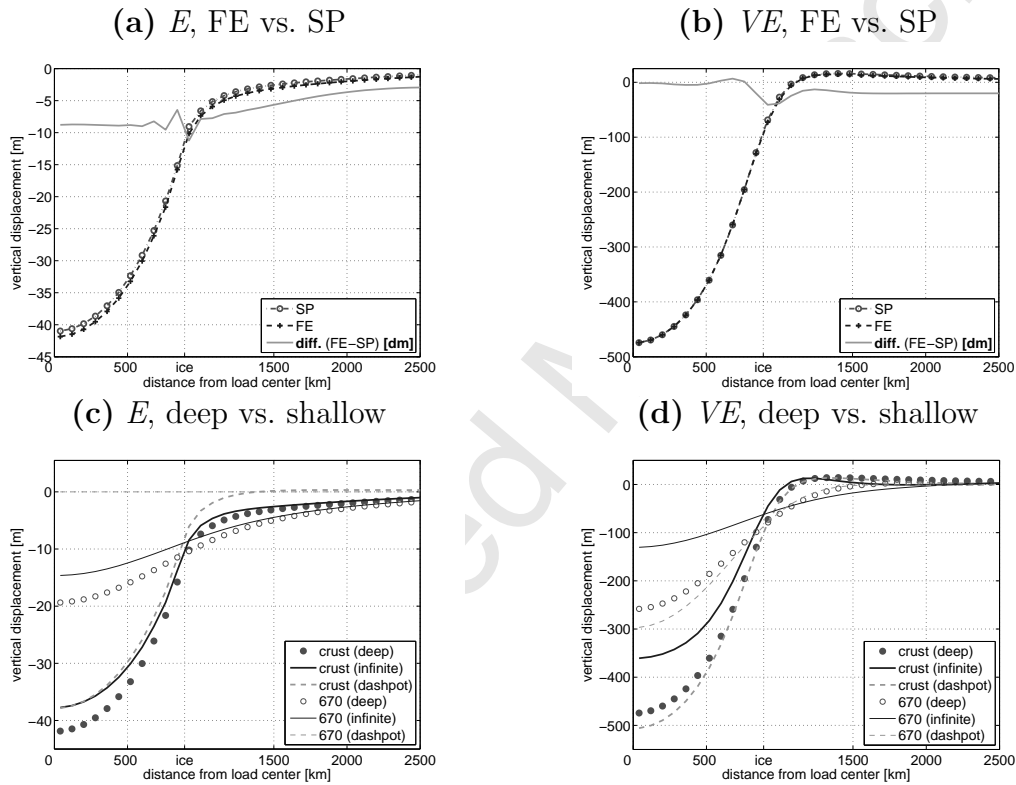 (a) E, FE vs. SP
0
−5
−10
−15
−20
−25
−30
−35
−40
−45
vertical displacement [m]
SP
FE
diff. (FE−SP) [dm]
0 500 ice 1000 1500 2000 2500
distance from load center [km]
(b) VE, FE vs. SP
0
−100
−200
−300
−400
−500
vertical displacement [m]
SP
FE
diff. (FE−SP) [dm]
0 500 ice 1500 2000 2500
distance from load center [km]
(c) E, deep vs. shallow
0
−10
−20
−30
−40
vertical displacement [m]
crust (deep)
crust (infinite)
crust (dashpot)
670 (deep)
670 (infinite)
670 (dashpot)
0 500 ice 1500 2000 2500
distance from load center [km]
(d) VE, deep vs. shallow
0
−100
−200
−300
−400
−500
vertical displacement [m]
crust (deep)
crust (infinite)
crust (dashpot)
670 (deep)
670 (infinite)
670 (dashpot)
0 500 ice 1500 2000 2500
distance from load center [km]
ed M